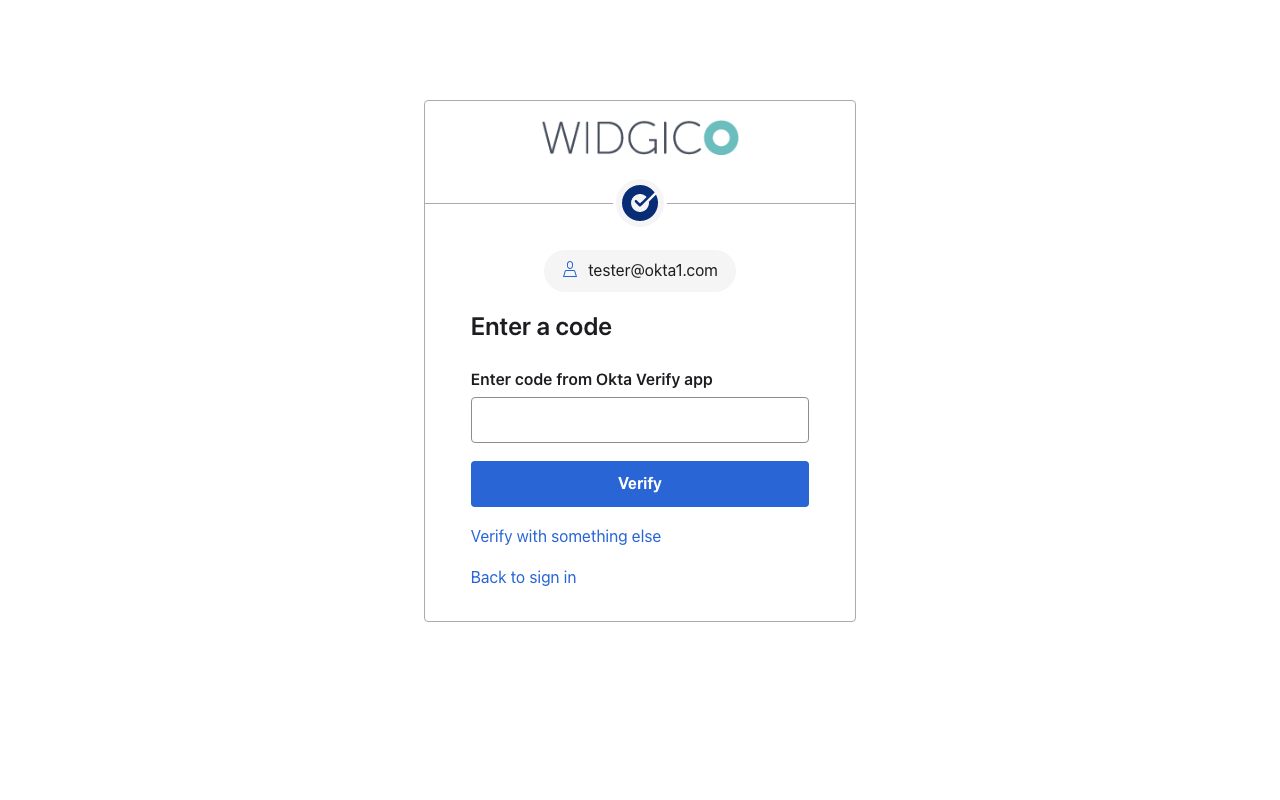 WIDGICO
tester@okta1.com
Enter a code
Enter code from Okta Verify app
Verify
Verify with something else
Back to sign in